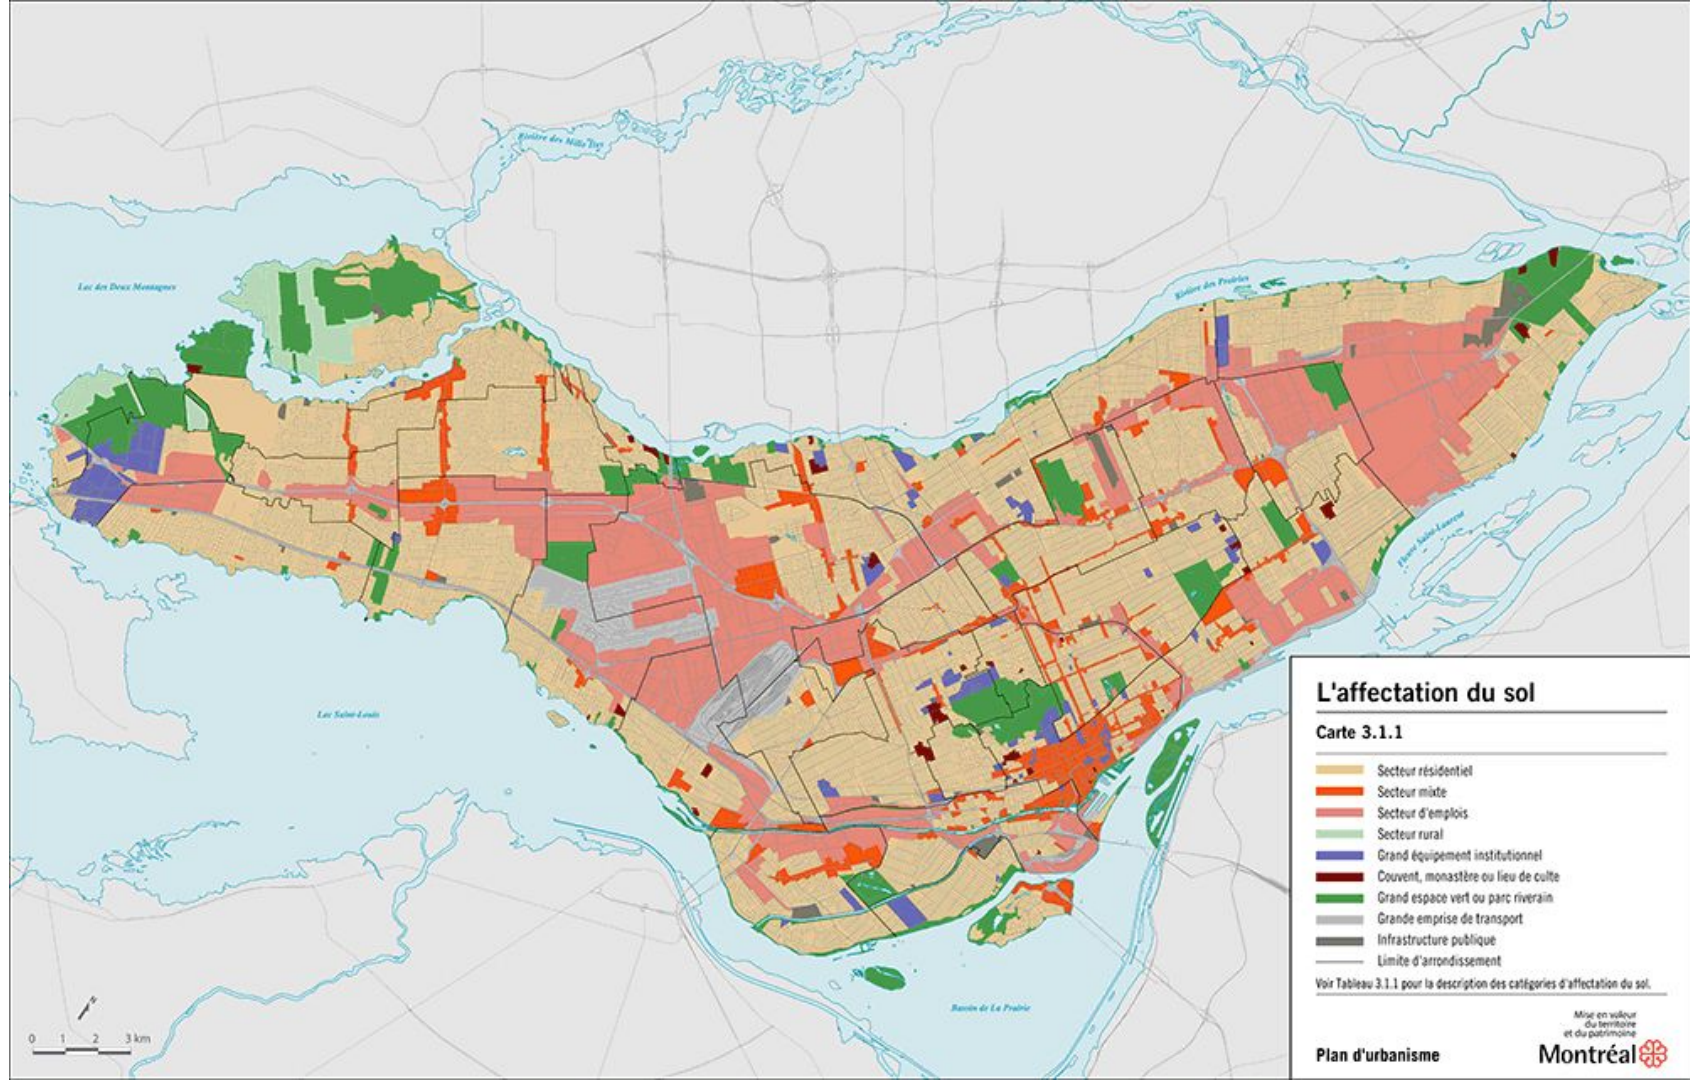 Rivière des Mille Îles
Lac des Deux Montagnes
Rivière des Prairies
Fleuve Saint-Laurent
Lac Saint-Louis
Bassin de La Prairie
N
0 1 2 3 km
L'affectation du sol
Carte 3.1.1
Secteur résidentiel
Secteur mixte
Secteur d'emplois
Secteur rural
Grand équipement institutionnel
Couvent, monastère ou lieu de culte
Grand espace vert ou parc riverain
Grande emprise de transport
Infrastructure publique
Limite d'arrondissement
Voir Tableau 3.1.1 pour la description des catégories d'affectation du sol.
Mise en valeur
du territoire
et du patrimoine
Plan d'urbanisme
Montréal